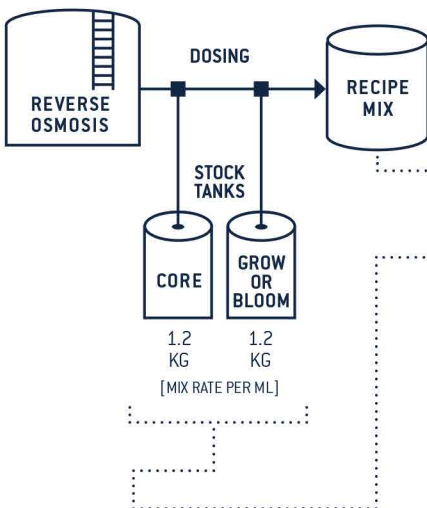 DOSING
REVERSE
OSMOSIS
RECIPE
MIX
STOCK
TANKS
CORE
GROW
OR
BLOOM
1.2
KG
1.2
KG
[MIX RATE PER ML]